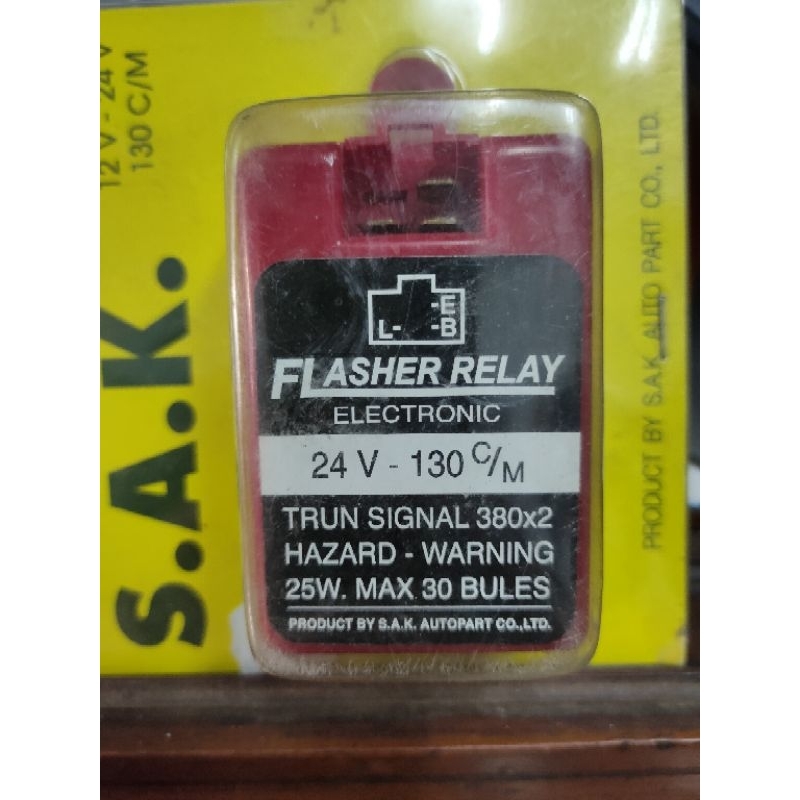 12 V - 24 V
130 C/M
S.A.K.
-E
L- -B
FLASHER RELAY
ELECTRONIC
24 V - 130 C/M
TRUN SIGNAL 380x2
HAZARD - WARNING
25W. MAX 30 BULES
PRODUCT BY S.A.K. AUTOPART CO.,LTD.
PRODUCT BY S.A.K. AUTO PART CO., LTD.